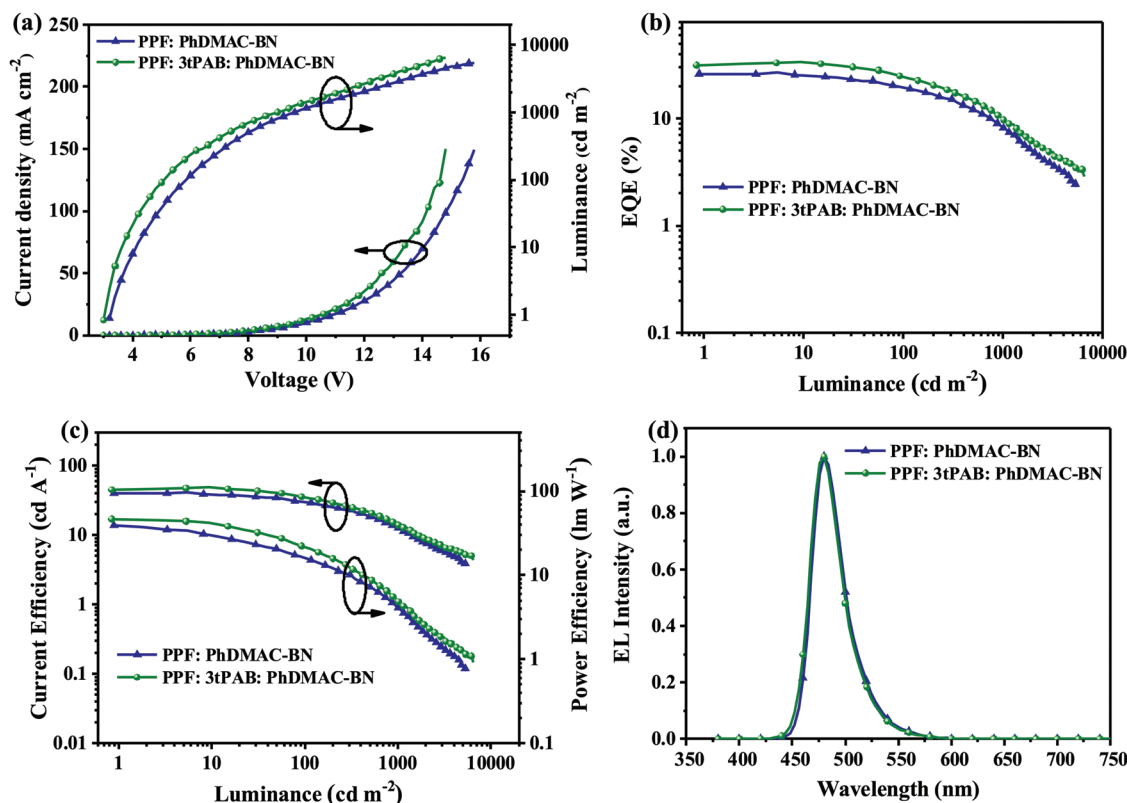 (a)
250
200
150
100
50
0
Current density (mA cm⁻²)
PPF: PhDMAC-BN
PPF: 3tPAB: PhDMAC-BN
10000
1000
100
10
1
Luminance (cd m⁻²)
4 6 8 10 12 14 16
Voltage (V)
(b)
10
1
0.1
EQE (%)
PPF: PhDMAC-BN
PPF: 3tPAB: PhDMAC-BN
1 10 100 1000 10000
Luminance (cd m⁻²)
(c)
100
10
1
0.1
0.01
Current Efficiency (cd A⁻¹)
PPF: PhDMAC-BN
PPF: 3tPAB: PhDMAC-BN
100
10
1
0.1
Power Efficiency (lm W⁻¹)
1 10 100 1000 10000
Luminance (cd m⁻²)
(d)
1.0
0.8
0.6
0.4
0.2
0.0
EL Intensity (a.u.)
PPF: PhDMAC-BN
PPF: 3tPAB: PhDMAC-BN
350 400 450 500 550 600 650 700 750
Wavelength (nm)